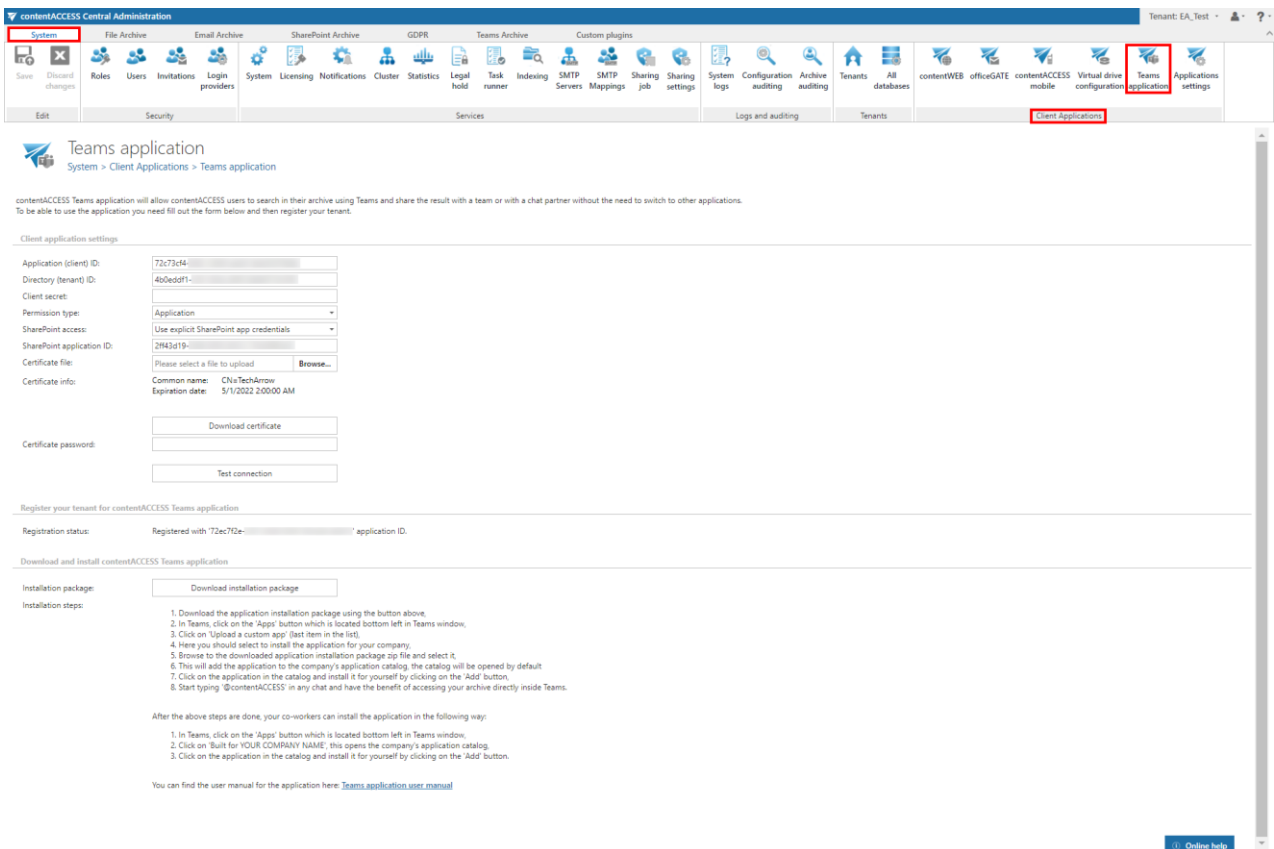 contentACCESS Central Administration
Tenant: EA_Test
?
System File Archive Email Archive SharePoint Archive GDPR Teams Archive Custom plugins
Save Discard changes Roles Users Invitations Login providers System Licensing Notifications Cluster Statistics Legal hold Task runner Indexing SMTP Servers SMTP Mappings Sharing job Sharing settings System logs Configuration auditing Archive auditing Tenants All databases contentWEB officeGATE contentACCESS mobile Virtual drive configuration Teams application Applications settings
Edit Security Services Logs and auditing Tenants Client Applications
Teams application
System > Client Applications > Teams application
contentACCESS Teams application will allow contentACCESS users to search in their archive using Teams and share the result with a team or with a chat partner without the need to switch to other applications.
To be able to use the application you need fill out the form below and then register your tenant.
Client application settings
Application (client) ID: 72c73cf4-
Directory (tenant) ID: 4b0eddf1-
Client secret:
Permission type: Application
SharePoint access: Use explicit SharePoint app credentials
SharePoint application ID: 2ff43d19-
Certificate file: Please select a file to upload Browse...
Certificate info: Common name: CN=TechArrow
Expiration date: 5/1/2022 2:00:00 AM
Download certificate
Certificate password:
Test connection
Register your tenant for contentACCESS Teams application
Registration status: Registered with '72ec7f2e- ' application ID.
Download and install contentACCESS Teams application
Installation package: Download installation package
Installation steps:
1. Download the application installation package using the button above,
2. In Teams, click on the 'Apps' button which is located bottom left in Teams window,
3. Click on 'Upload a custom app' (last item in the list),
4. Here you should select to install the application for your company,
5. Browse to the downloaded application installation package zip file and select it,
6. This will add the application to the company's application catalog, the catalog will be opened by default
7. Click on the application in the catalog and install it for yourself by clicking on the 'Add' button,
8. Start typing '@contentACCESS' in any chat and have the benefit of accessing your archive directly inside Teams.
After the above steps are done, your co-workers can install the application in the following way:
1. In Teams, click on the 'Apps' button which is located bottom left in Teams window,
2. Click on 'Built for YOUR COMPANY NAME', this opens the company's application catalog,
3. Click on the application in the catalog and install it for yourself by clicking on the 'Add' button.
You can find the user manual for the application here: Teams application user manual
Online help